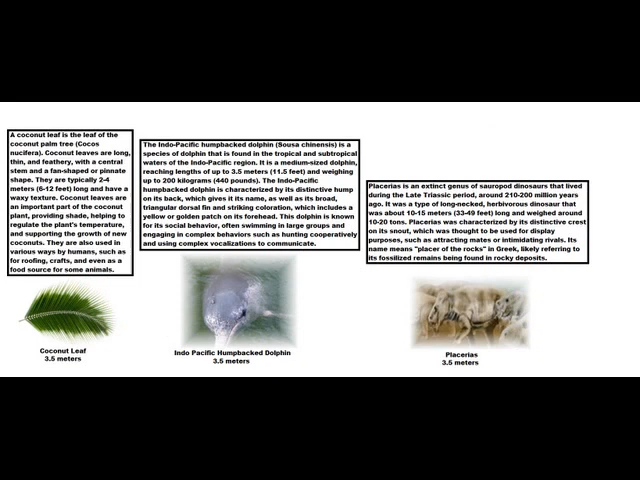 A coconut leaf is the leaf of the
coconut palm tree (Cocos
nucifera). Coconut leaves are long,
thin, and feathery, with a central
stem and a fan-shaped or pinnate
shape. They are typically 2-4
meters (6-12 feet) long and have a
waxy texture. Coconut leaves are
an important part of the coconut
plant, providing shade, helping to
regulate the plant's temperature,
and supporting the growth of new
coconuts. They are also used in
various ways by humans, such as
for roofing, crafts, and even as a
food source for some animals.
Coconut Leaf
3.5 meters
The Indo-Pacific humpbacked dolphin (Sousa chinensis) is a
species of dolphin that is found in the tropical and subtropical
waters of the Indo-Pacific region. It is a medium-sized dolphin,
reaching lengths of up to 3.5 meters (11.5 feet) and weighing
up to 200 kilograms (440 pounds). The Indo-Pacific
humpbacked dolphin is characterized by its distinctive hump
on its back, which gives it its name, as well as its broad,
triangular dorsal fin and striking coloration, which includes a
yellow or golden patch on its forehead. This dolphin is known
for its social behavior, often swimming in large groups and
engaging in complex behaviors such as hunting cooperatively
and using complex vocalizations to communicate.
Indo Pacific Humpbacked Dolphin
3.5 meters
Placerias is an extinct genus of sauropod dinosaurs that lived
during the Late Triassic period, around 210-200 million years
ago. It was a type of long-necked, herbivorous dinosaur that
was about 10-15 meters (33-49 feet) long and weighed around
10-20 tons. Placerias was characterized by its distinctive crest
on its snout, which was thought to be used for display
purposes, such as attracting mates or intimidating rivals. Its
name means "placer of the rocks" in Greek, likely referring to
its fossilized remains being found in rocky deposits.
Placerias
3.5 meters